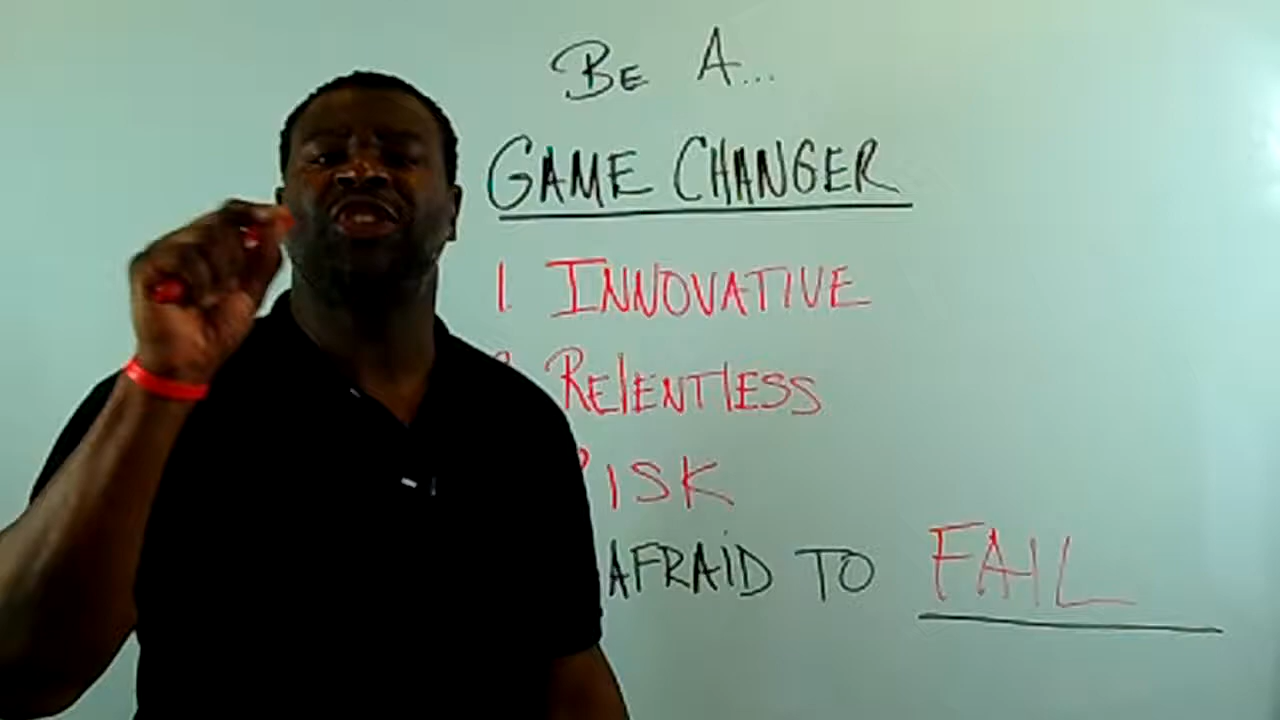 BE A...
GAME CHANGER
1. INNOVATIVE
RELENTLESS
RISK
AFRAID TO FAIL